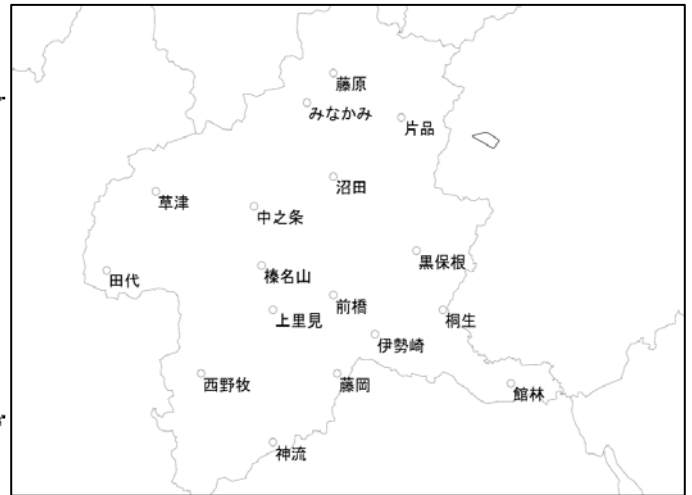 藤原
みなかみ
片品
沼田
草津
中之条
黒保根
榛名山
田代
前橋
上里見
桐生
伊勢崎
西野牧
藤岡
館林
神流